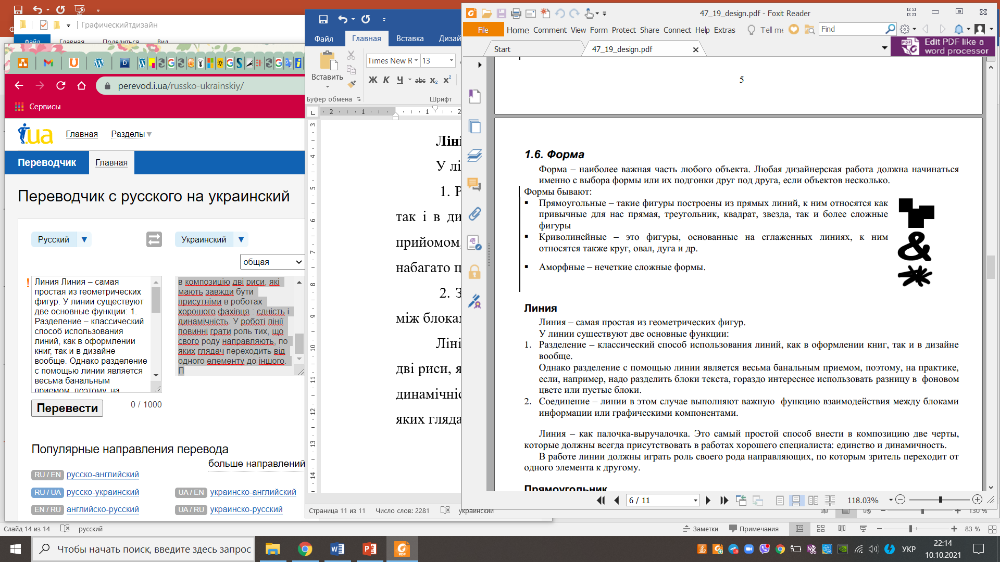 Графическийтдизайн
Файл
Главная
Поделиться
Вид
perevod.i.ua/russko-ukrainskiy/
Сервисы
.ua
Главная
Разделы
Переводчик
Главная
Переводчик с русского на украинский
Русский
Украинский
общая
!
Линия Линия – самая
простая из геометрических
фигур. У линии существуют
две основные функции: 1.
Разделение – классический
способ использования
линий, как в оформлении
книг, так и в дизайне
вообще. Однако разделение
с помощью линии является
весьма банальным
приемом, поэтому, на
в композицію дві риси, які
мають завжди бути
присутніми в роботах
хорошого фахівця : єдність і
динамічність. У роботі лінії
повинні грати роль тих, що
свого роду направляють, по
яких глядач переходить від
одного елементу до іншого.
П
Перевести
0 / 1000
Популярные направления перевода
больше направлений
RU / EN русско-английский
RU / UA русско-украинский
UA / EN украинско-английский
EN / RU английско-русский
UA / RU украинско-русский
Файл
Главная
Вставка
Дизай
Вставить
Буфер обмена
Times New R
13
Ж К Ч abc x₂ x²
Шрифт
Ліні
У лі
1. Р
так і в ди
прийомом,
набагато ц
2. З
між блокам
Ліні
дві риси, я
динамічніс
яких гляда
Страница 11 из 11
Число слов: 2281
украинский
130 %
47_19_design.pdf - Foxit Reader
File
Home
Comment
View
Form
Protect
Share
Connect
Help
Extras
Tell me
Find
Start
47_19_design.pdf
Edit PDF like a
word processor
5
1.6. Форма
Форма – наиболее важная часть любого объекта. Любая дизайнерская работа должна начинаться
именно с выбора формы или их подгонки друг под друга, если объектов несколько.
Формы бывают:
▪ Прямоугольные – такие фигуры построены из прямых линий, к ним относятся как
привычные для нас прямая, треугольник, квадрат, звезда, так и более сложные
фигуры
▪ Криволинейные – это фигуры, основанные на сглаженных линиях, к ним
относятся также круг, овал, дуга и др.
&
▪ Аморфные – нечеткие сложные формы.
Линия
Линия – самая простая из геометрических фигур.
У линии существуют две основные функции:
1. Разделение – классический способ использования линий, как в оформлении книг, так и в дизайне
вообще.
Однако разделение с помощью линии является весьма банальным приемом, поэтому, на практике,
если, например, надо разделить блоки текста, гораздо интереснее использовать разницу в фоновом
цвете или пустые блоки.
2. Соединение – линии в этом случае выполняют важную функцию взаимодействия между блоками
информации или графическими компонентами.
Линия – как палочка-выручалочка. Это самый простой способ внести в композицию две черты,
которые должны всегда присутствовать в работах хорошего специалиста: единство и динамичность.
В работе линии должны играть роль своего рода направляющих, по которым зритель переходит от
одного элемента к другому.
Прямоугольник
6 / 11
118.03%
Слайд 14 из 14
русский
Заметки
Примечания
83 %
Чтобы начать поиск, введите здесь запрос
УКР
22:14
10.10.2021